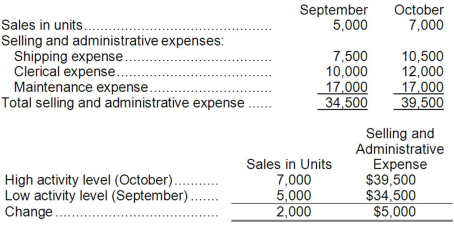 September October
Sales in units............................................... 5,000 7,000
Selling and administrative expenses:
Shipping expense..................................... 7,500 10,500
Clerical expense....................................... 10,000 12,000
Maintenance expense............................... 17,000 17,000
Total selling and administrative expense ...... 34,500 39,500
Selling and
Administrative
Sales in Units Expense
High activity level (October)........... 7,000 $39,500
Low activity level (September)....... 5,000 $34,500
Change......................................... 2,000 $5,000